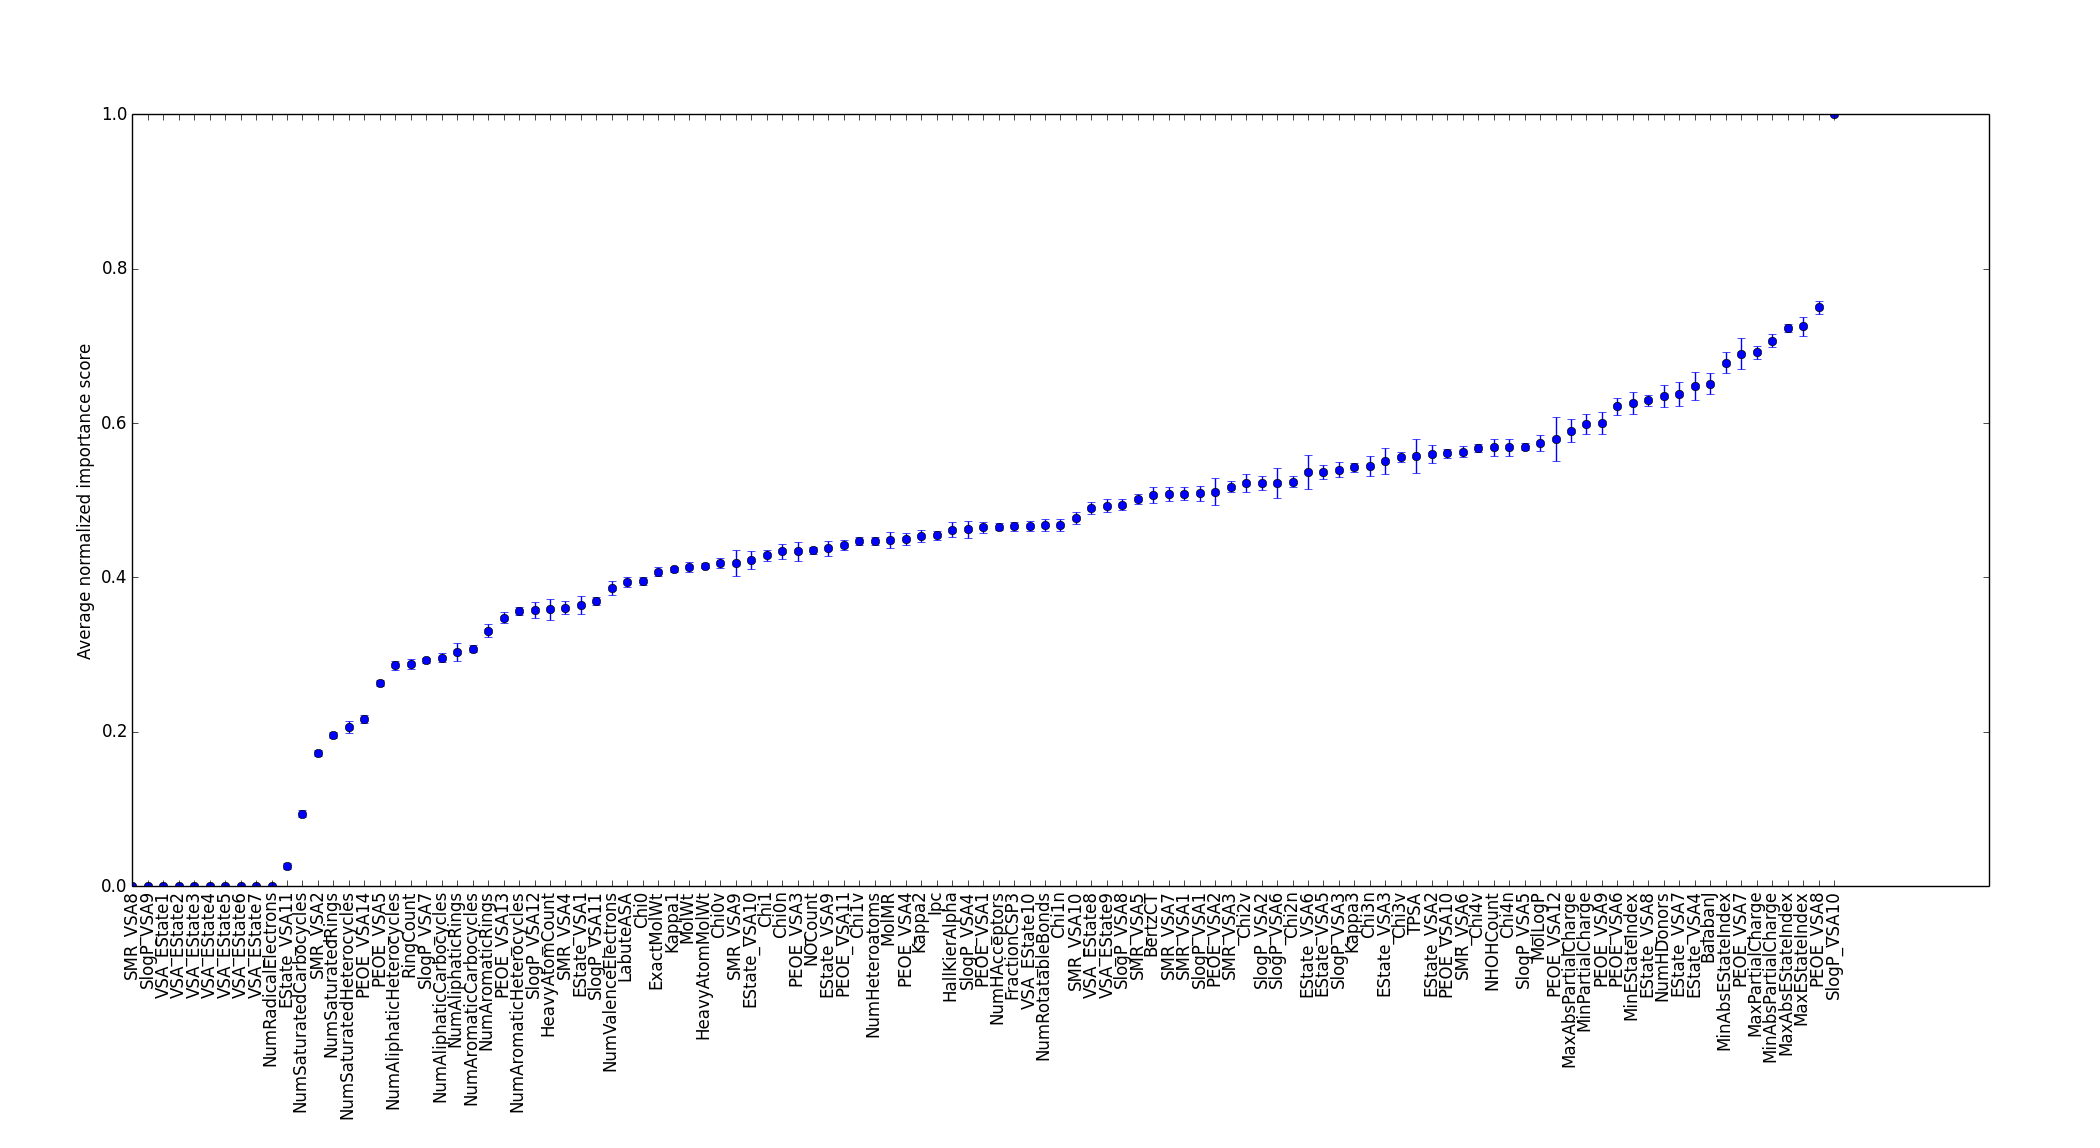 Average normalized importance score
1.0
0.8
0.6
0.4
0.2
0.0
SMR_VSA8
SlogP_VSA9
VSA_EState1
VSA_EState2
VSA_EState3
VSA_EState4
VSA_EState5
VSA_EState6
VSA_EState7
NumRadicalElectrons
EState_VSA11
NumSaturatedCarbocycles
SMR_VSA2
NumSaturatedRings
NumSaturatedHeterocycles
PEOE_VSA14
PEOE_VSA5
NumAliphaticHeterocycles
RingCount
SlogP_VSA7
NumAliphaticCarbocycles
NumAliphaticRings
NumAromaticCarbocycles
NumAromaticRings
PEOE_VSA13
NumAromaticHeterocycles
SlogP_VSA12
HeavyAtomCount
SMR_VSA4
EState_VSA1
SlogP_VSA11
NumValenceElectrons
LabuteASA
Chi0
ExactMolWt
Kappa1
MolWt
HeavyAtomMolWt
Chi0v
SMR_VSA9
EState_VSA10
Chi1
Chi0n
PEOE_VSA3
NOCount
EState_VSA9
PEOE_VSA11
Chi1v
NumHeteroatoms
MolMR
PEOE_VSA4
Kappa2
Ipc
HallKierAlpha
SlogP_VSA4
PEOE_VSA1
NumHAcceptors
FractionCSP3
VSA_EState10
NumRotatableBonds
Chi1n
SMR_VSA10
VSA_EState8
VSA_EState9
SlogP_VSA8
SMR_VSA5
BertzCT
SMR_VSA7
SMR_VSA1
SlogP_VSA1
PEOE_VSA2
SMR_VSA3
Chi2v
SlogP_VSA2
SlogP_VSA6
Chi2n
EState_VSA6
EState_VSA5
SlogP_VSA3
Kappa3
Chi3n
EState_VSA3
Chi3v
TPSA
EState_VSA2
PEOE_VSA10
SMR_VSA6
Chi4v
NHOHCount
Chi4n
SlogP_VSA5
MolLogP
PEOE_VSA12
MaxAbsPartialCharge
MinPartialCharge
PEOE_VSA9
PEOE_VSA6
MinEStateIndex
EState_VSA8
NumHDonors
EState_VSA7
EState_VSA4
BalabanJ
MinAbsEStateIndex
PEOE_VSA7
MaxPartialCharge
MinAbsPartialCharge
MaxAbsEStateIndex
MaxEStateIndex
PEOE_VSA8
SlogP_VSA10